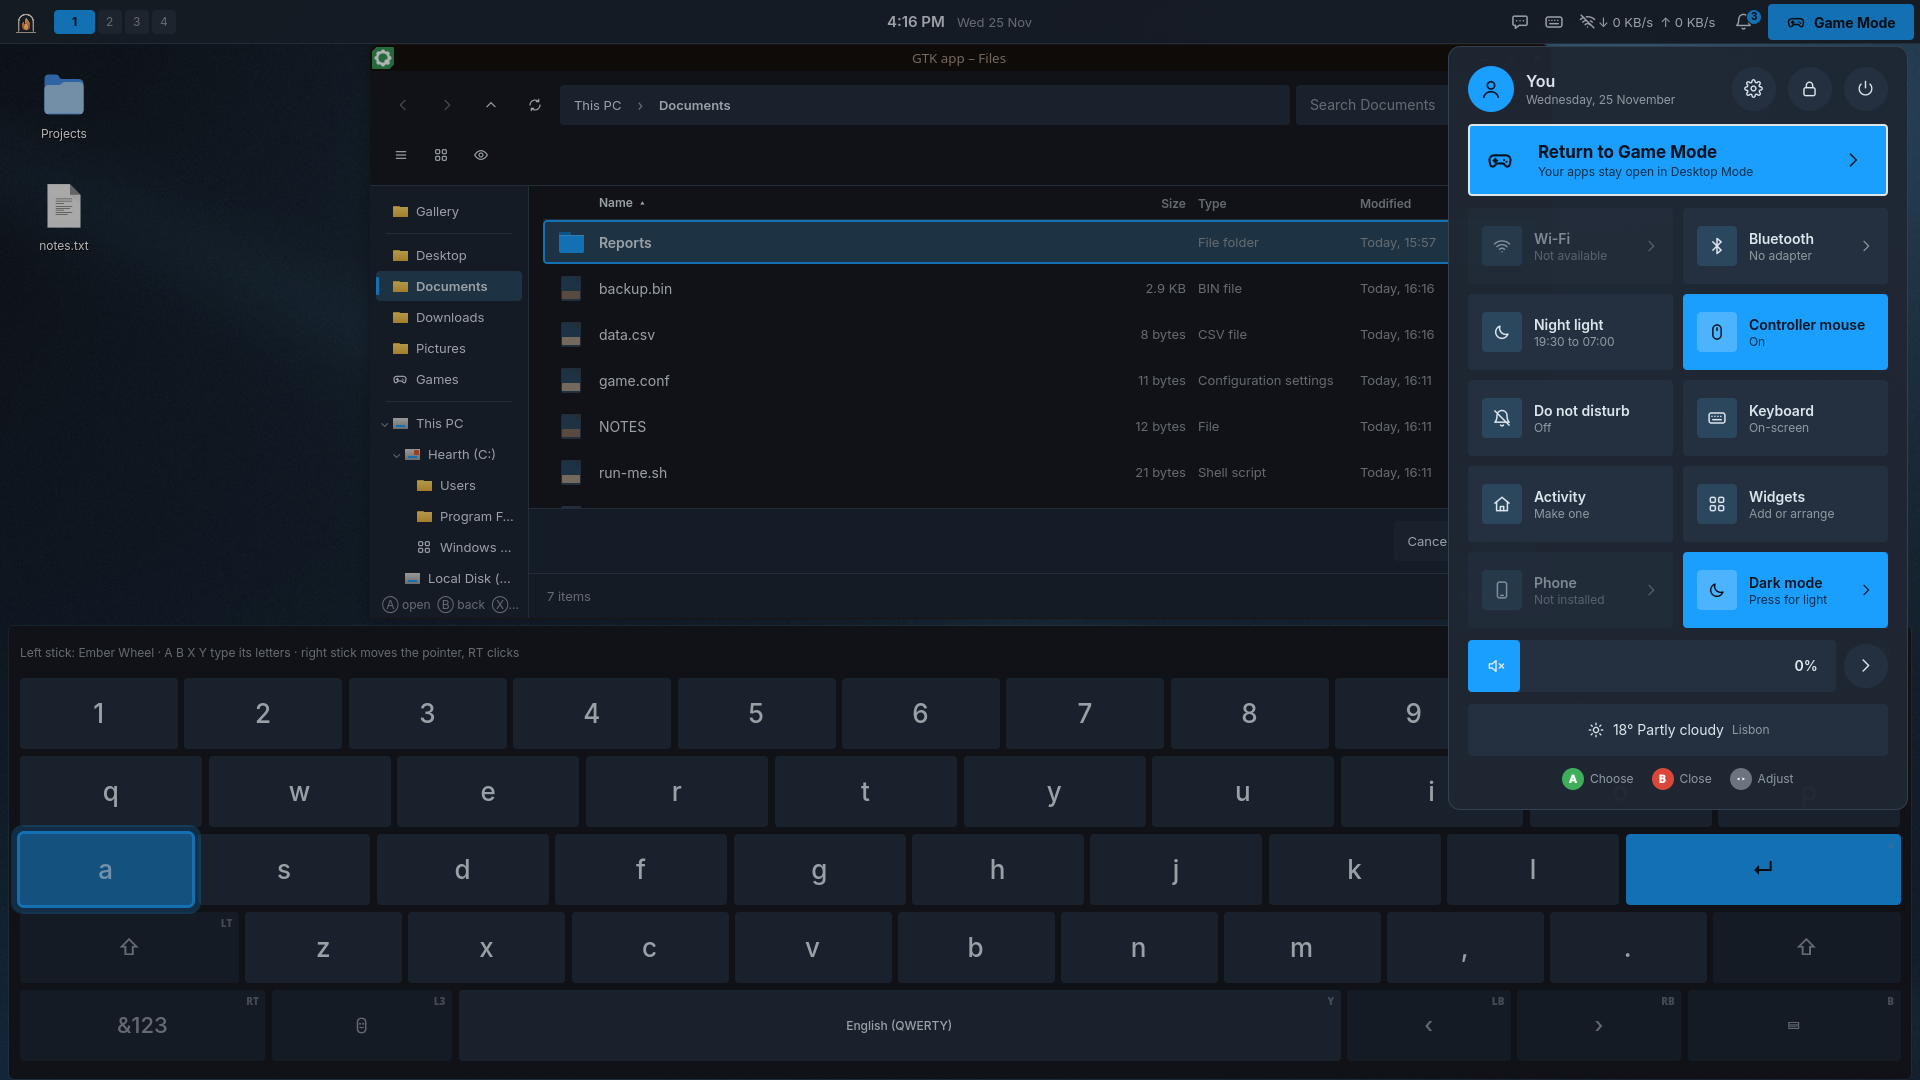 1 2 3 4
4:16 PM Wed 25 Nov
↓ 0 KB/s ↑ 0 KB/s
3
Game Mode
Projects
notes.txt
GTK app – Files
This PC › Documents
Search Documents
Gallery
Desktop
Documents
Downloads
Pictures
Games
This PC
Hearth (C:)
Users
Program F...
Windows ...
Local Disk (...
A open B back X...
Name Size Type Modified
Reports File folder Today, 15:57
backup.bin 2.9 KB BIN file Today, 16:16
data.csv 8 bytes CSV file Today, 16:16
game.conf 11 bytes Configuration settings Today, 16:11
NOTES 12 bytes File Today, 16:11
run-me.sh 21 bytes Shell script Today, 16:11
Cance
7 items
You
Wednesday, 25 November
Return to Game Mode
Your apps stay open in Desktop Mode
Wi-Fi
Not available
Bluetooth
No adapter
Night light
19:30 to 07:00
Controller mouse
On
Do not disturb
Off
Keyboard
On-screen
Activity
Make one
Widgets
Add or arrange
Phone
Not installed
Dark mode
Press for light
0%
18° Partly cloudy Lisbon
A Choose B Close Adjust
Left stick: Ember Wheel · A B X Y type its letters · right stick moves the pointer, RT clicks
1 2 3 4 5 6 7 8 9
q w e r t y u i o p
a s d f g h j k l
LT z x c v b n m , .
&123 RT L3 English (QWERTY) Y ‹ LB › RB B